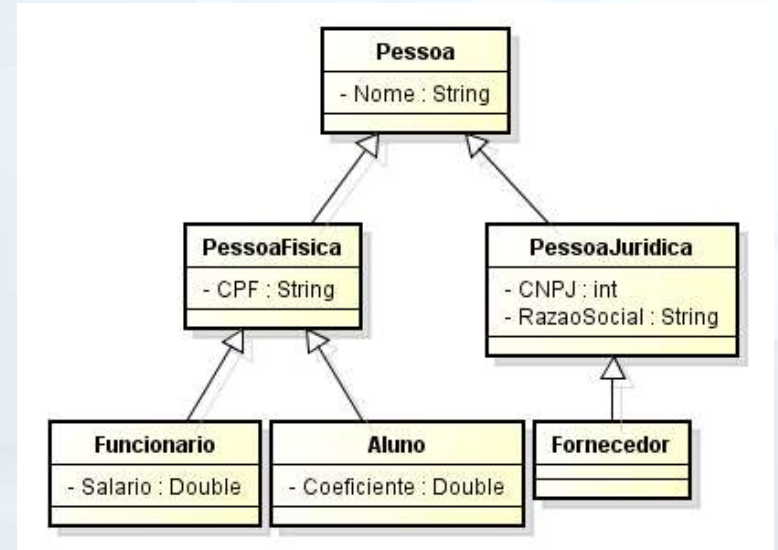 Pessoa
- Nome : String
PessoaFisica
- CPF : String
PessoaJuridica
- CNPJ : int
- RazaoSocial : String
Funcionario
- Salario : Double
Aluno
- Coeficiente : Double
Fornecedor